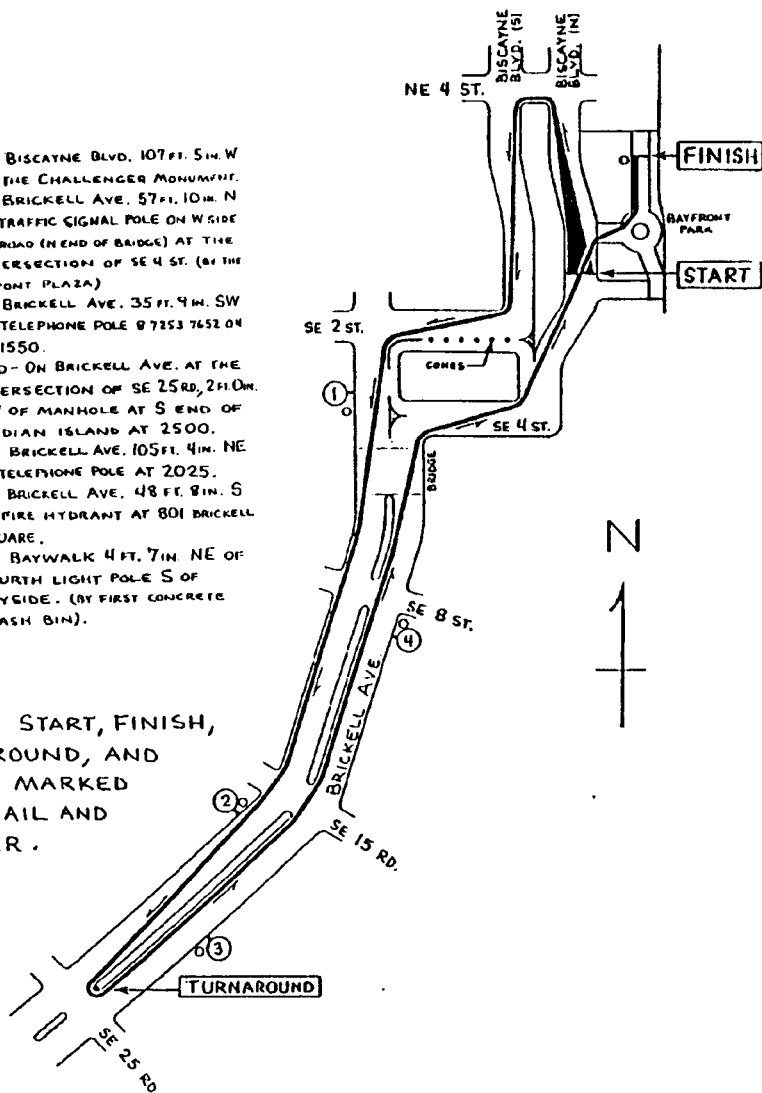 BISCAYNE BLVD. (S)
BISCAYNE BLVD. (N)
NE 4 ST.
BISCAYNE BLVD. 107 FT. 5 IN. W
THE CHALLENGER MONUMENT.
BRICKELL AVE. 57 FT. 10 IN. N
TRAFFIC SIGNAL POLE ON W SIDE
ROAD (N END OF BRIDGE) AT THE
ERSECTION OF SE 4 ST. (BY THE
PONT PLAZA)
BRICKELL AVE. 35 FT. 9 IN. SW
TELEPHONE POLE 8 7253 7652 ON
1550.
D - ON BRICKELL AVE. AT THE
ERSECTION OF SE 25 RD., 2 FT. 0 IN.
OF MANHOLE AT S END OF
DIAN ISLAND AT 2500.
BRICKELL AVE. 105 FT. 4 IN. NE
TELEPHONE POLE AT 2025.
BRICKELL AVE. 48 FT. 8 IN. S
FIRE HYDRANT AT 801 BRICKELL
UARE.
BAYWALK 4 FT. 7 IN. NE OF
URTH LIGHT POLE S OF
YSIDE. (BY FIRST CONCRETE
ASH BIN).
FINISH
BAYFRONT
PARK
START
SE 2 ST.
CONES
1
SE 4 ST.
BRIDGE
N
SE 8 ST.
4
BRICKELL AVE.
START, FINISH,
ROUND, AND
MARKED
AIL AND
R.
2
SE 15 RD.
3
TURNAROUND
SE 25 RD